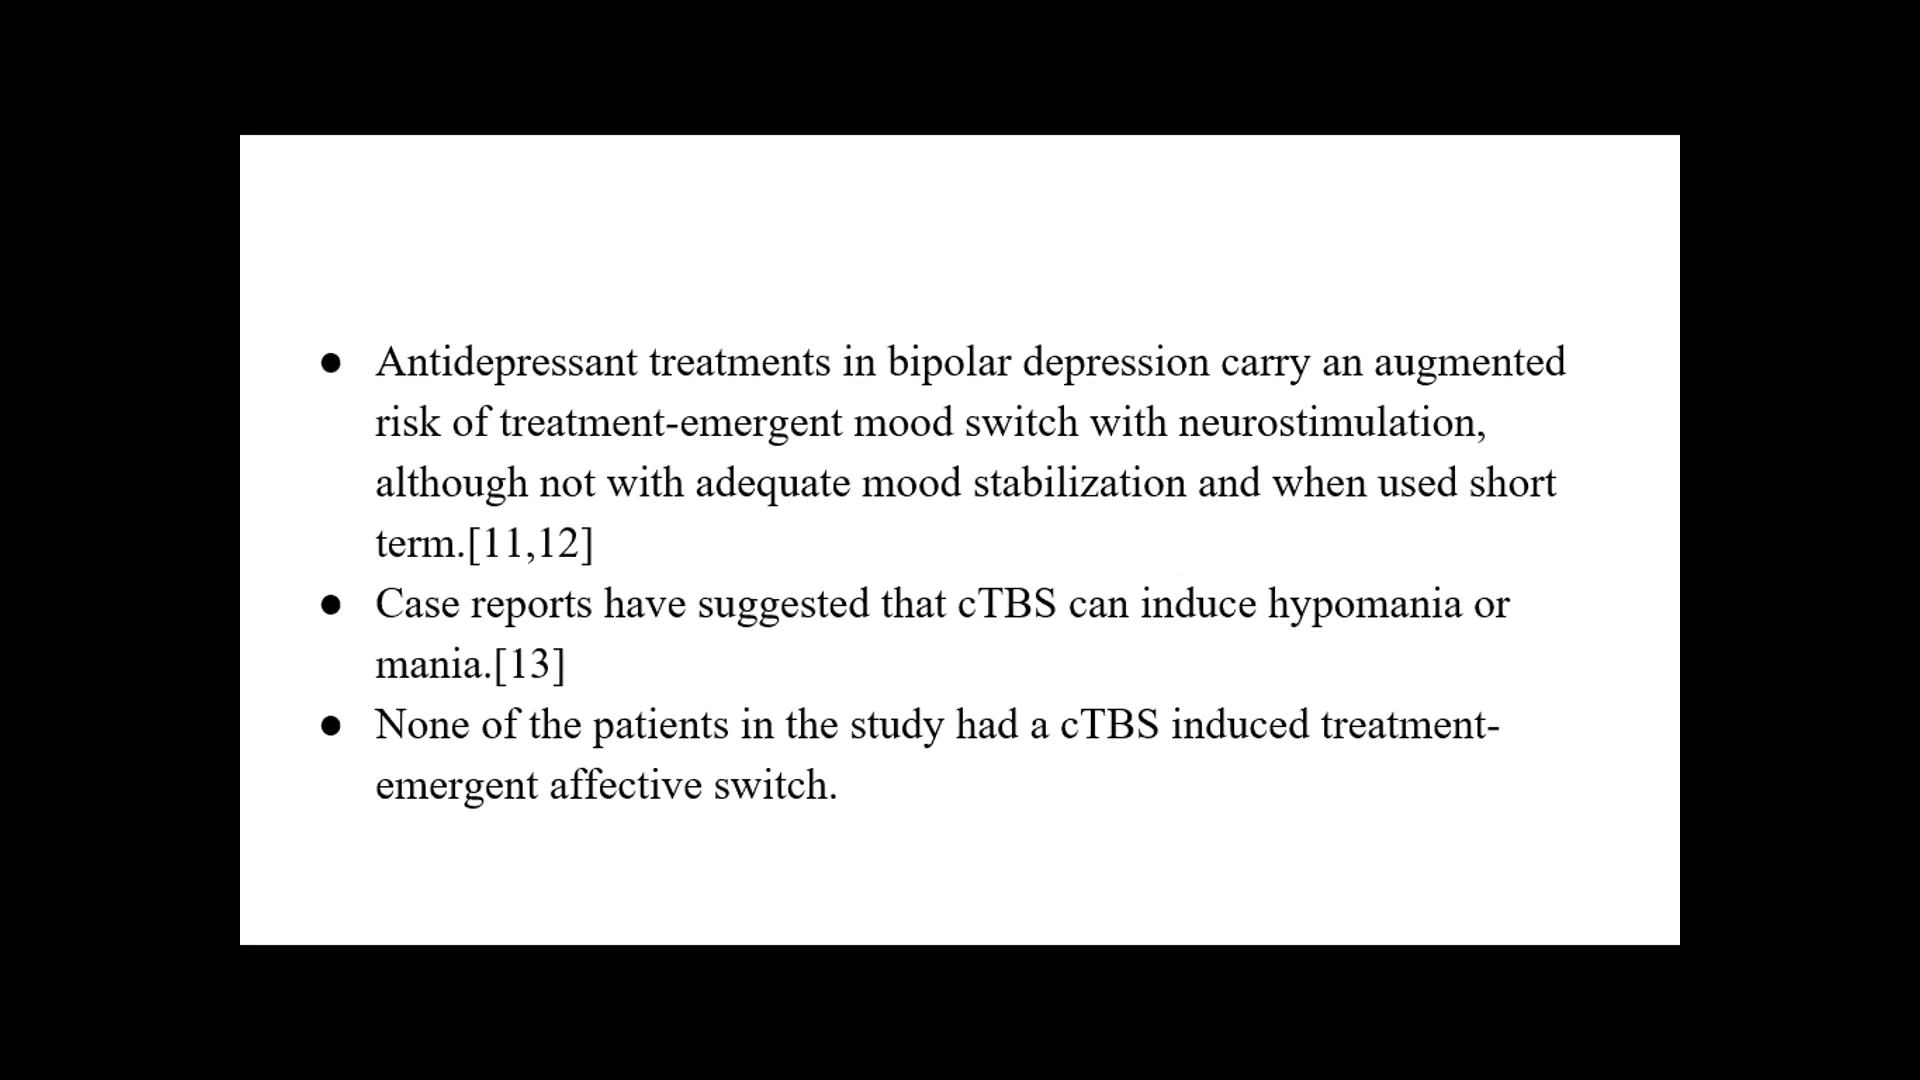 ● Antidepressant treatments in bipolar depression carry an augmented
risk of treatment-emergent mood switch with neurostimulation,
although not with adequate mood stabilization and when used short
term.[11,12]
● Case reports have suggested that cTBS can induce hypomania or
mania.[13]
● None of the patients in the study had a cTBS induced treatment-
emergent affective switch.